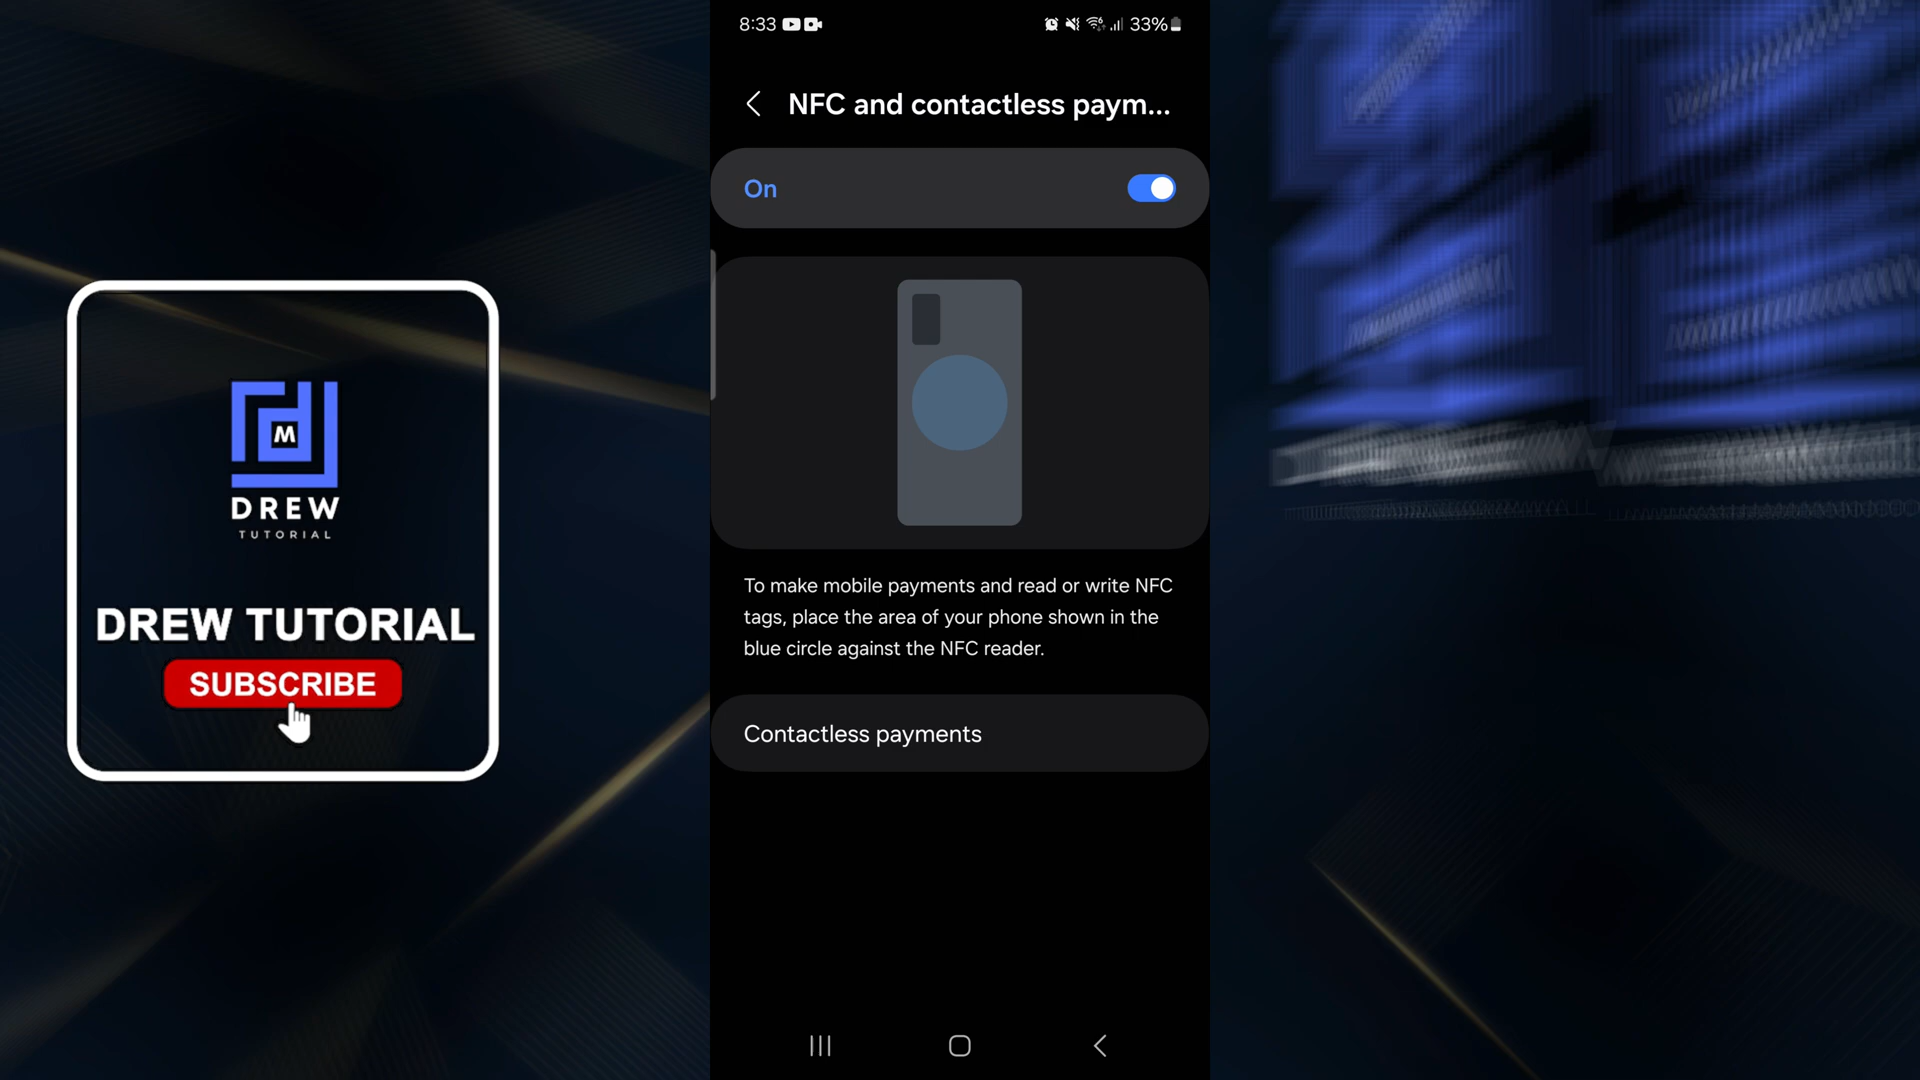 8:33
33%
NFC and contactless paym...
On
M
DREW
TUTORIAL
DREW TUTORIAL
SUBSCRIBE
To make mobile payments and read or write NFC
tags, place the area of your phone shown in the
blue circle against the NFC reader.
Contactless payments